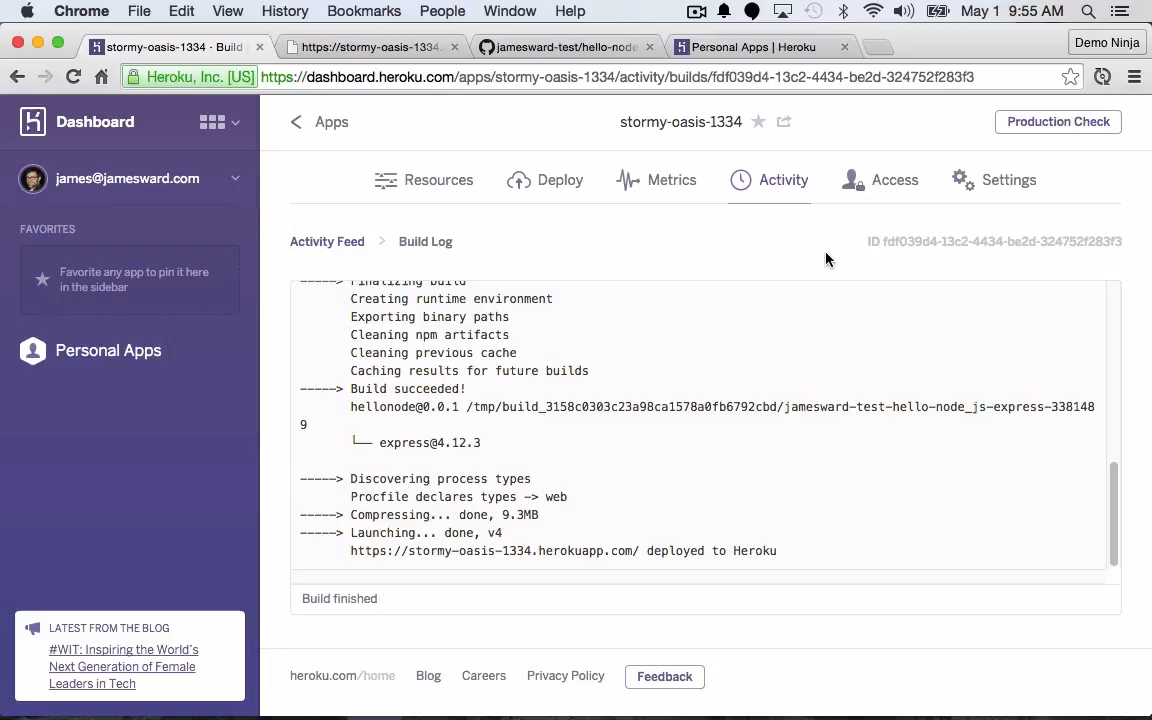 Chrome File Edit View History Bookmarks People Window Help May 1 9:55 AM
stormy-oasis-1334 · Build
https://stormy-oasis-1334.
jamesward-test/hello-node
Personal Apps | Heroku
Demo Ninja
Heroku, Inc. [US] https://dashboard.heroku.com/apps/stormy-oasis-1334/activity/builds/fdf039d4-13c2-4434-be2d-324752f283f3
Dashboard
james@jamesward.com
FAVORITES
Favorite any app to pin it here
in the sidebar
Personal Apps
LATEST FROM THE BLOG
#WIT: Inspiring the World's
Next Generation of Female
Leaders in Tech
Apps
stormy-oasis-1334
Production Check
Resources Deploy Metrics Activity Access Settings
Activity Feed > Build Log
ID fdf039d4-13c2-4434-be2d-324752f283f3
-----> Finalizing build
Creating runtime environment
Exporting binary paths
Cleaning npm artifacts
Cleaning previous cache
Caching results for future builds
-----> Build succeeded!
hellonode@0.0.1 /tmp/build_3158c0303c23a98ca1578a0fb6792cbd/jamesward-test-hello-node_js-express-338148
9
└── express@4.12.3
-----> Discovering process types
Procfile declares types -> web
-----> Compressing... done, 9.3MB
-----> Launching... done, v4
https://stormy-oasis-1334.herokuapp.com/ deployed to Heroku
Build finished
heroku.com/home Blog Careers Privacy Policy Feedback